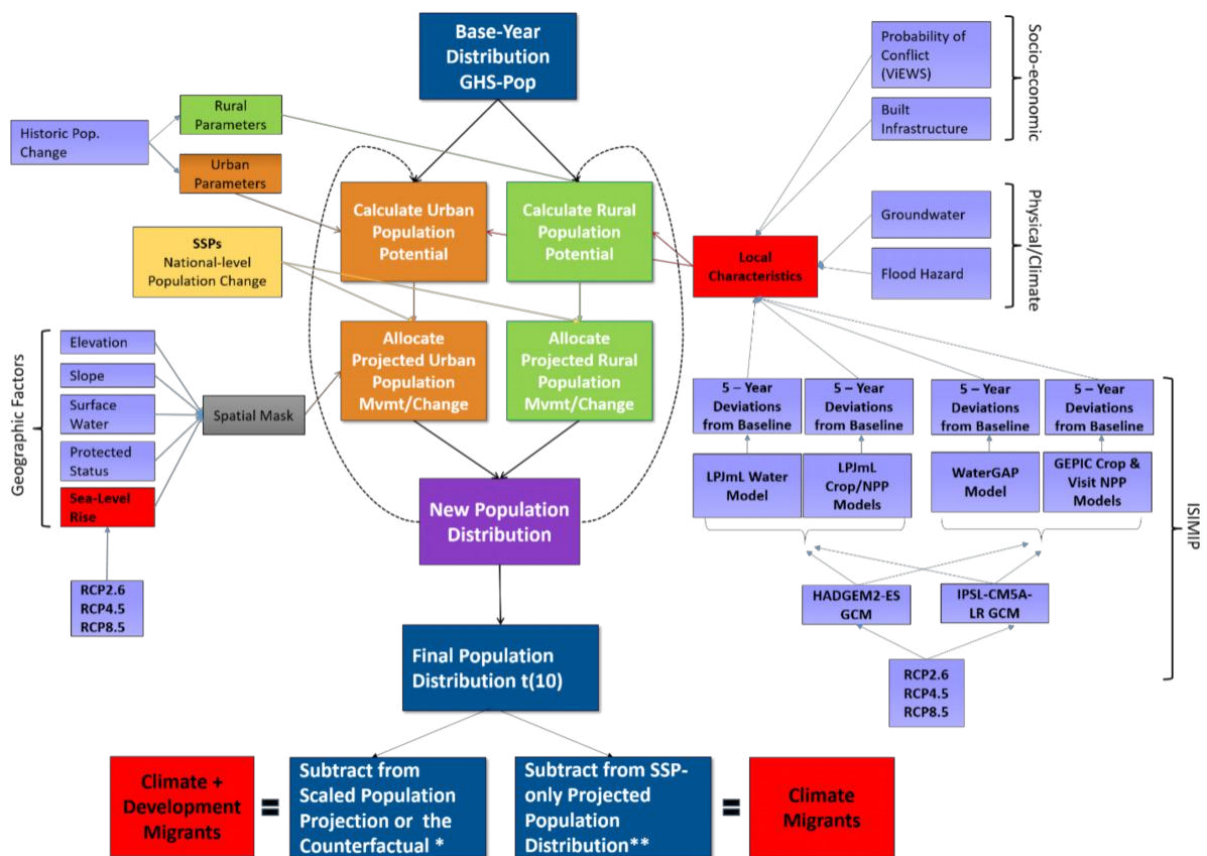 Base-Year
Distribution
GHS-Pop
Probability of
Conflict
(ViEWS)
Built
Infrastructure
Socio-economic
Rural
Parameters
Historic Pop.
Change
Urban
Parameters
Calculate Urban
Population
Potential
Calculate Rural
Population
Potential
Groundwater
Flood Hazard
Physical/Climate
Local
Characteristics
SSPs
National-level
Population Change
Geographic Factors
Elevation
Slope
Surface
Water
Protected
Status
Sea-Level
Rise
Spatial Mask
Allocate
Projected Urban
Population
Mvmt/Change
Allocate
Projected Rural
Population
Mvmt/Change
5 – Year
Deviations
from Baseline
5 – Year
Deviations
from Baseline
5 – Year
Deviations
from Baseline
5 – Year
Deviations
from Baseline
LPJmL Water
Model
LPJmL
Crop/NPP
Models
WaterGAP
Model
GEPIC Crop &
Visit NPP
Models
ISIMIP
New Population
Distribution
RCP2.6
RCP4.5
RCP8.5
HADGEM2-ES
GCM
IPSL-CM5A-
LR GCM
RCP2.6
RCP4.5
RCP8.5
Final Population
Distribution t(10)
Climate +
Development
Migrants
=
Subtract from
Scaled Population
Projection or the
Counterfactual *
Subtract from SSP-
only Projected
Population
Distribution**
=
Climate
Migrants